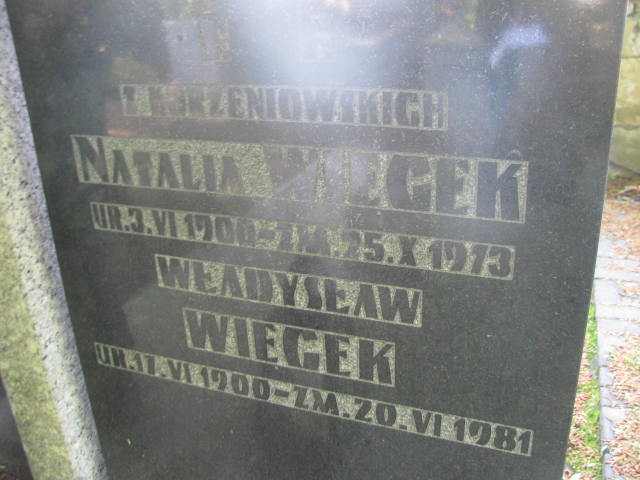 Z KORZENIOWSKICH
NATALIA WIĘCEK
UR.3.VI 1900-ZM.25.X 1973
WŁADYSŁAW
WIĘCEK
UR.17.VI 1900-ZM.20.VI 1981